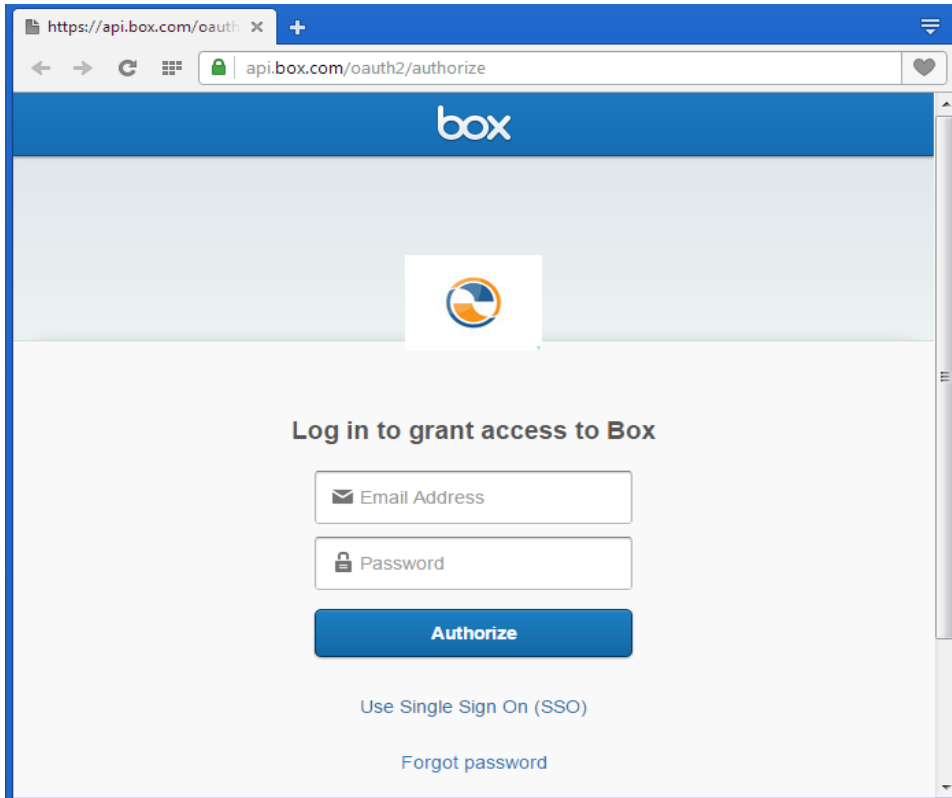 https://api.box.com/oauth
api.box.com/oauth2/authorize
box
Log in to grant access to Box
Email Address
Password
Authorize
Use Single Sign On (SSO)
Forgot password